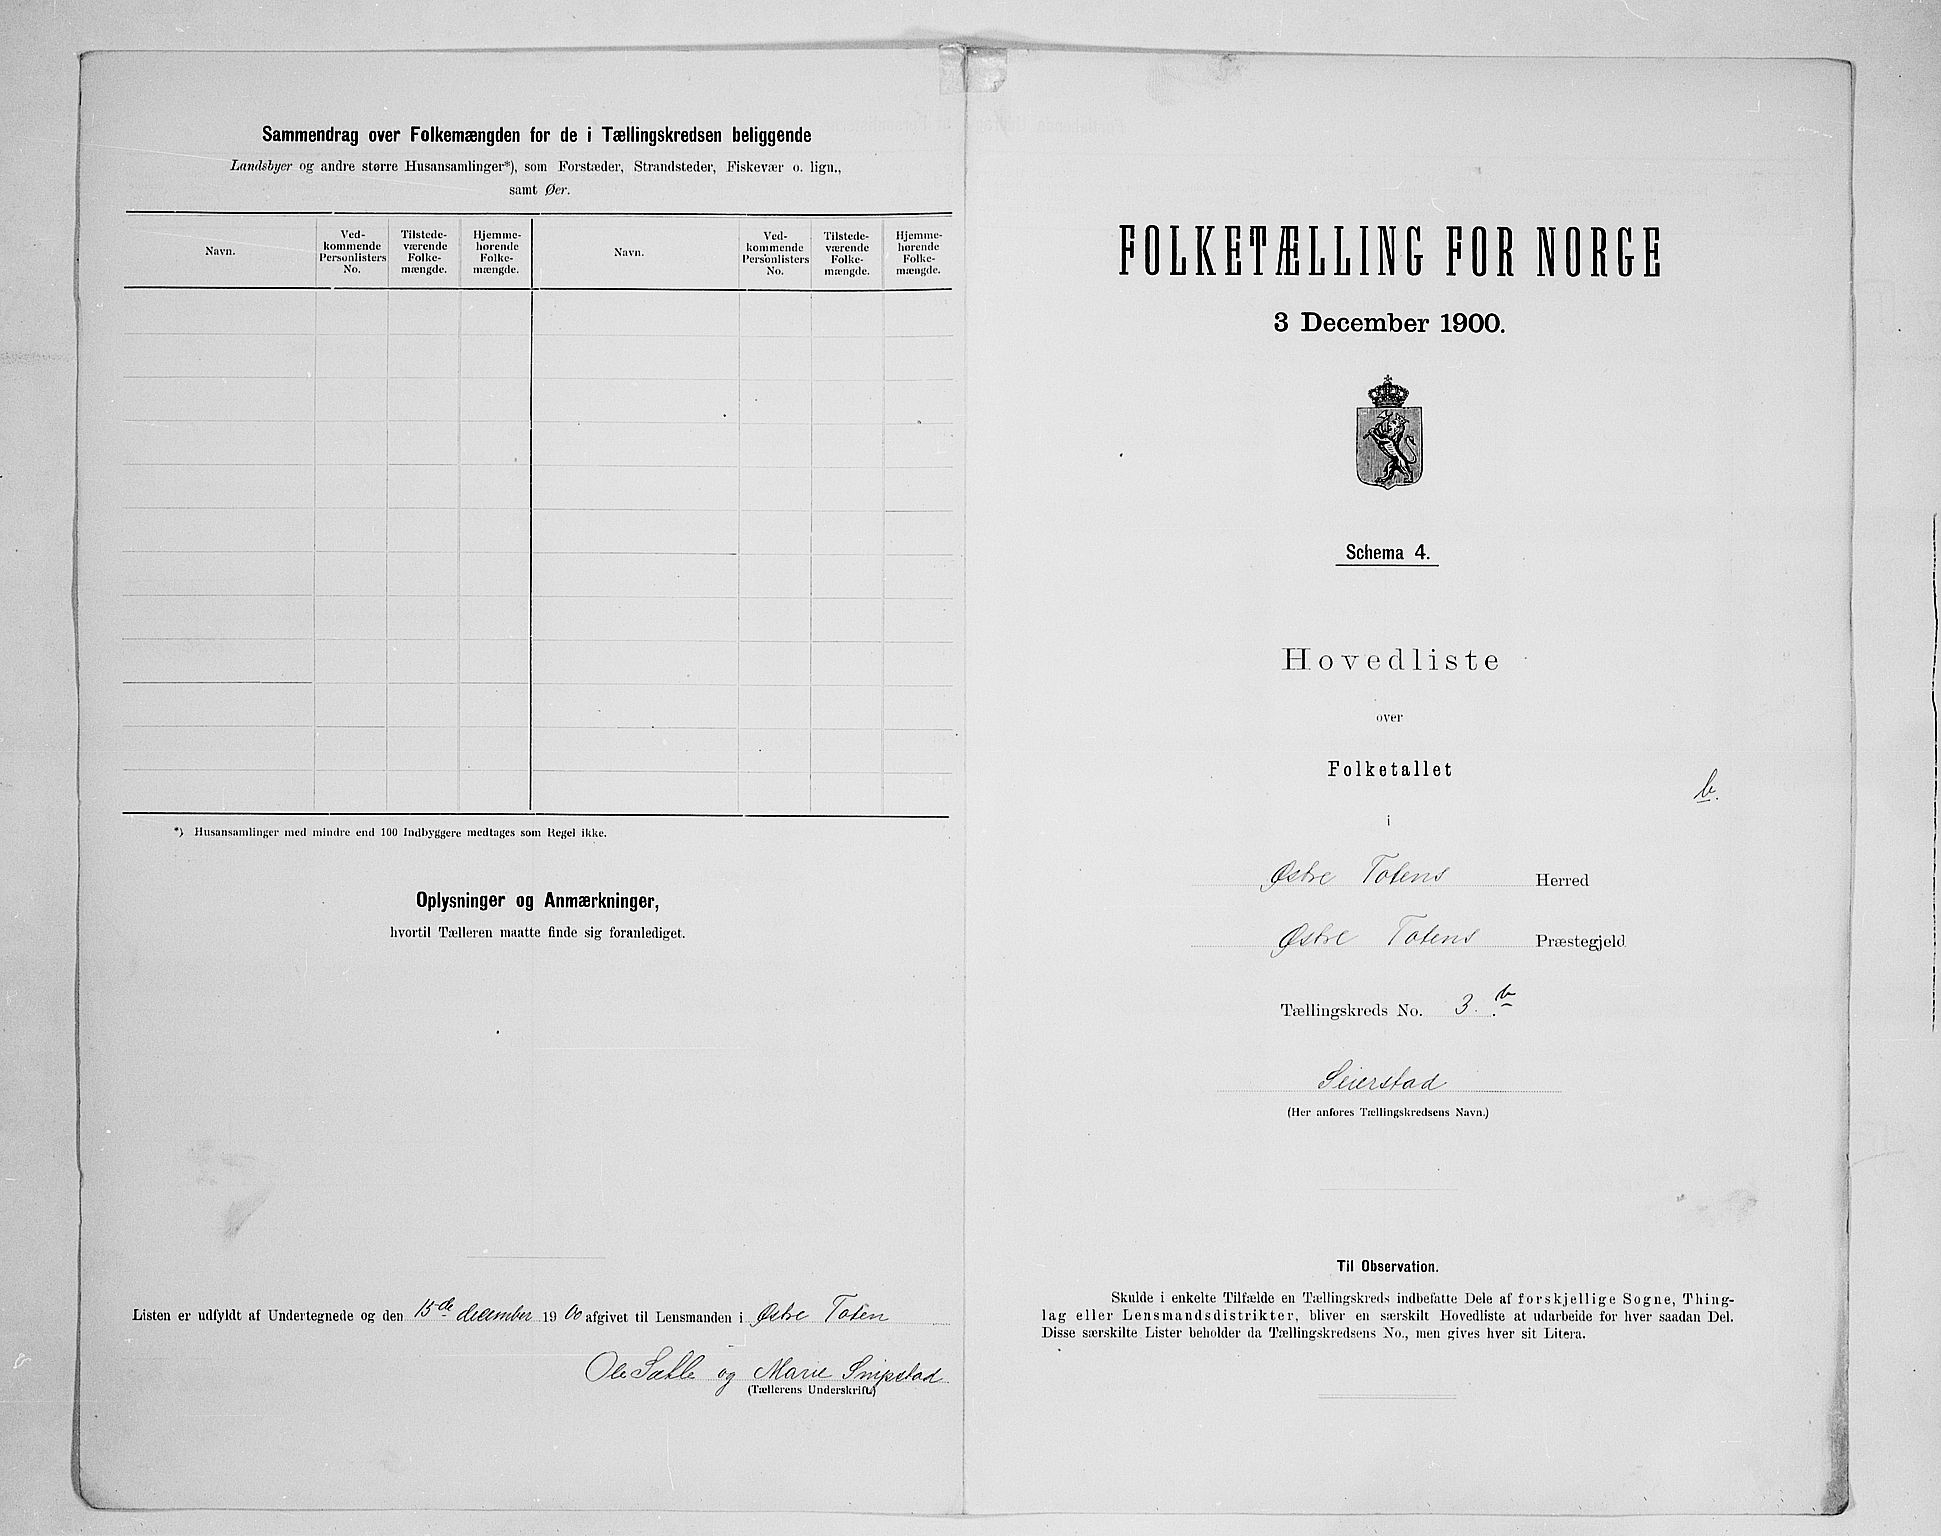 Sammendrag over Folkemængden for de i Tællingskredsen beliggende
Landsbyer og andre større Husansamlinger*), som Forstæder, Strandsteder, Fiskevær o. lign.,
samt Øer.
Navn.
Ved-
kommende
Personlisters
No.
Tilstede-
værende
Folke-
mængde.
Hjemme-
hørende
Folke-
mængde.
Navn.
Ved-
kommende
Personlisters
No.
Tilstede-
værende
Folke-
mængde.
Hjemme-
hørende
Folke-
mængde.
*) Husansamlinger med mindre end 100 Indbyggere medtages som Regel ikke.
Oplysninger og Anmærkninger,
hvortil Tælleren maatte finde sig foranlediget.
Listen er udfyldt af Undertegnede og den 15de december 1900 afgivet til Lensmanden i Østre Toten
Ole Sætle og Marie Snipstad
(Tællerens Underskrift.)
FOLKETÆLLING FOR NORGE
3 December 1900.
Schema 4.
Hovedliste
over
Folketallet
b.
i
Østre Totens Herred
Østre Totens Præstegjeld
Tællingskreds No. 3. b
Seierstad
(Her anføres Tællingskredsens Navn.)
Til Observation.
Skulde i enkelte Tilfælde en Tællingskreds indbefatte Dele af forskjellige Sogne, Thing-
lag eller Lensmandsdistrikter, bliver en særskilt Hovedliste at udarbeide for hver saadan Del.
Disse særskilte Lister beholder da Tællingskredsens No., men gives hver sit Litera.